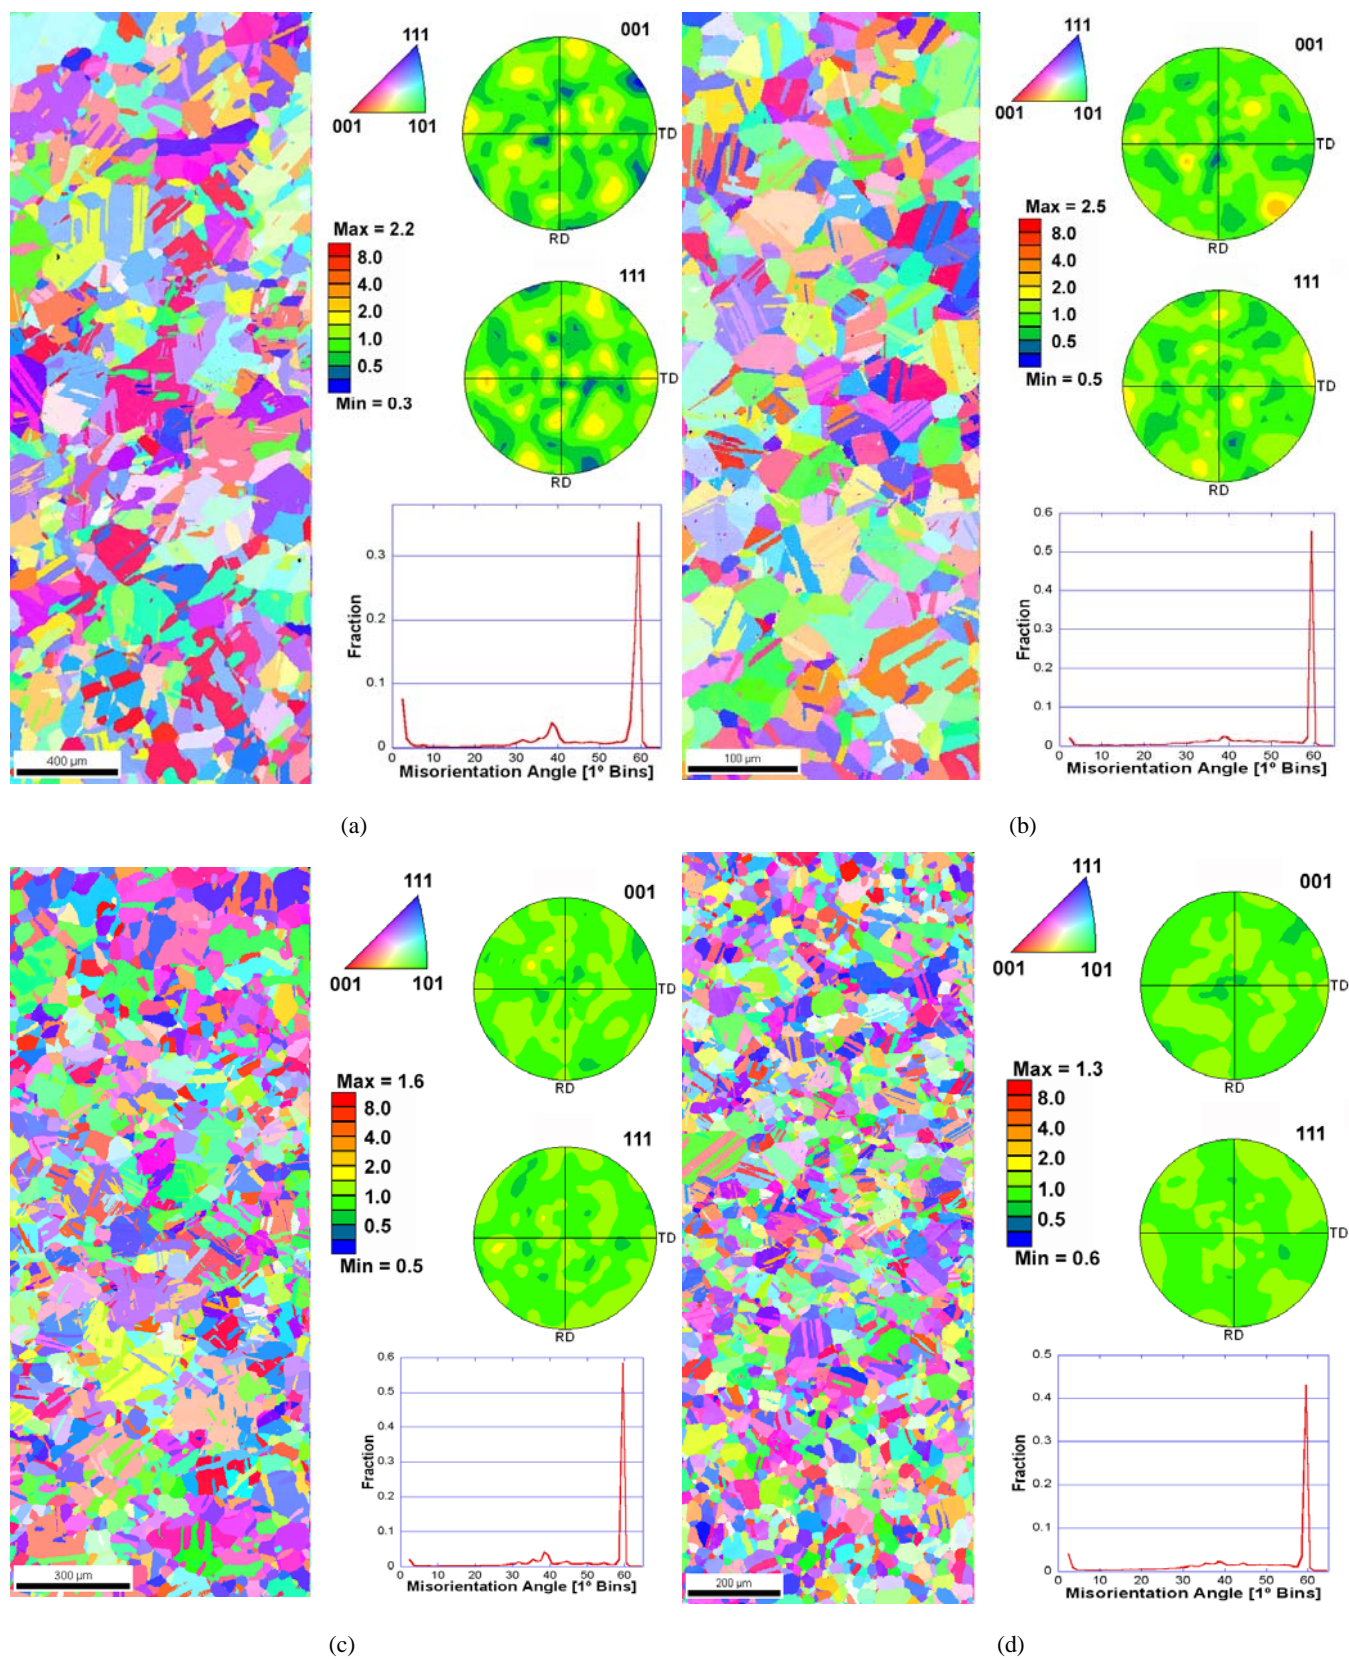 111
001
001 101
TD
RD
Max = 2.2
8.0
4.0
2.0
1.0
0.5
Min = 0.3
111
TD
RD
0 10 20 30 40 50 60
0.3
0.2
0.1
0
Fraction
Misorientation Angle [1º Bins]
400 µm
(a)
111
001
001 101
TD
RD
Max = 2.5
8.0
4.0
2.0
1.0
0.5
Min = 0.5
111
TD
RD
0.6
0.5
0.4
0.3
0.2
0.1
0
Fraction
0 10 20 30 40 50 60
Misorientation Angle [1º Bins]
100 µm
(b)
111
001
001 101
TD
RD
Max = 1.6
8.0
4.0
2.0
1.0
0.5
Min = 0.5
111
TD
RD
0.6
0.5
0.4
0.3
0.2
0.1
0
Fraction
0 10 20 30 40 50 60
Misorientation Angle [1º Bins]
300 µm
(c)
111
001
001 101
TD
RD
Max = 1.3
8.0
4.0
2.0
1.0
0.5
Min = 0.6
111
TD
RD
0.5
0.4
0.3
0.2
0.1
0
Fraction
0 10 20 30 40 50 60
Misorientation Angle [1º Bins]
200 µm
(d)